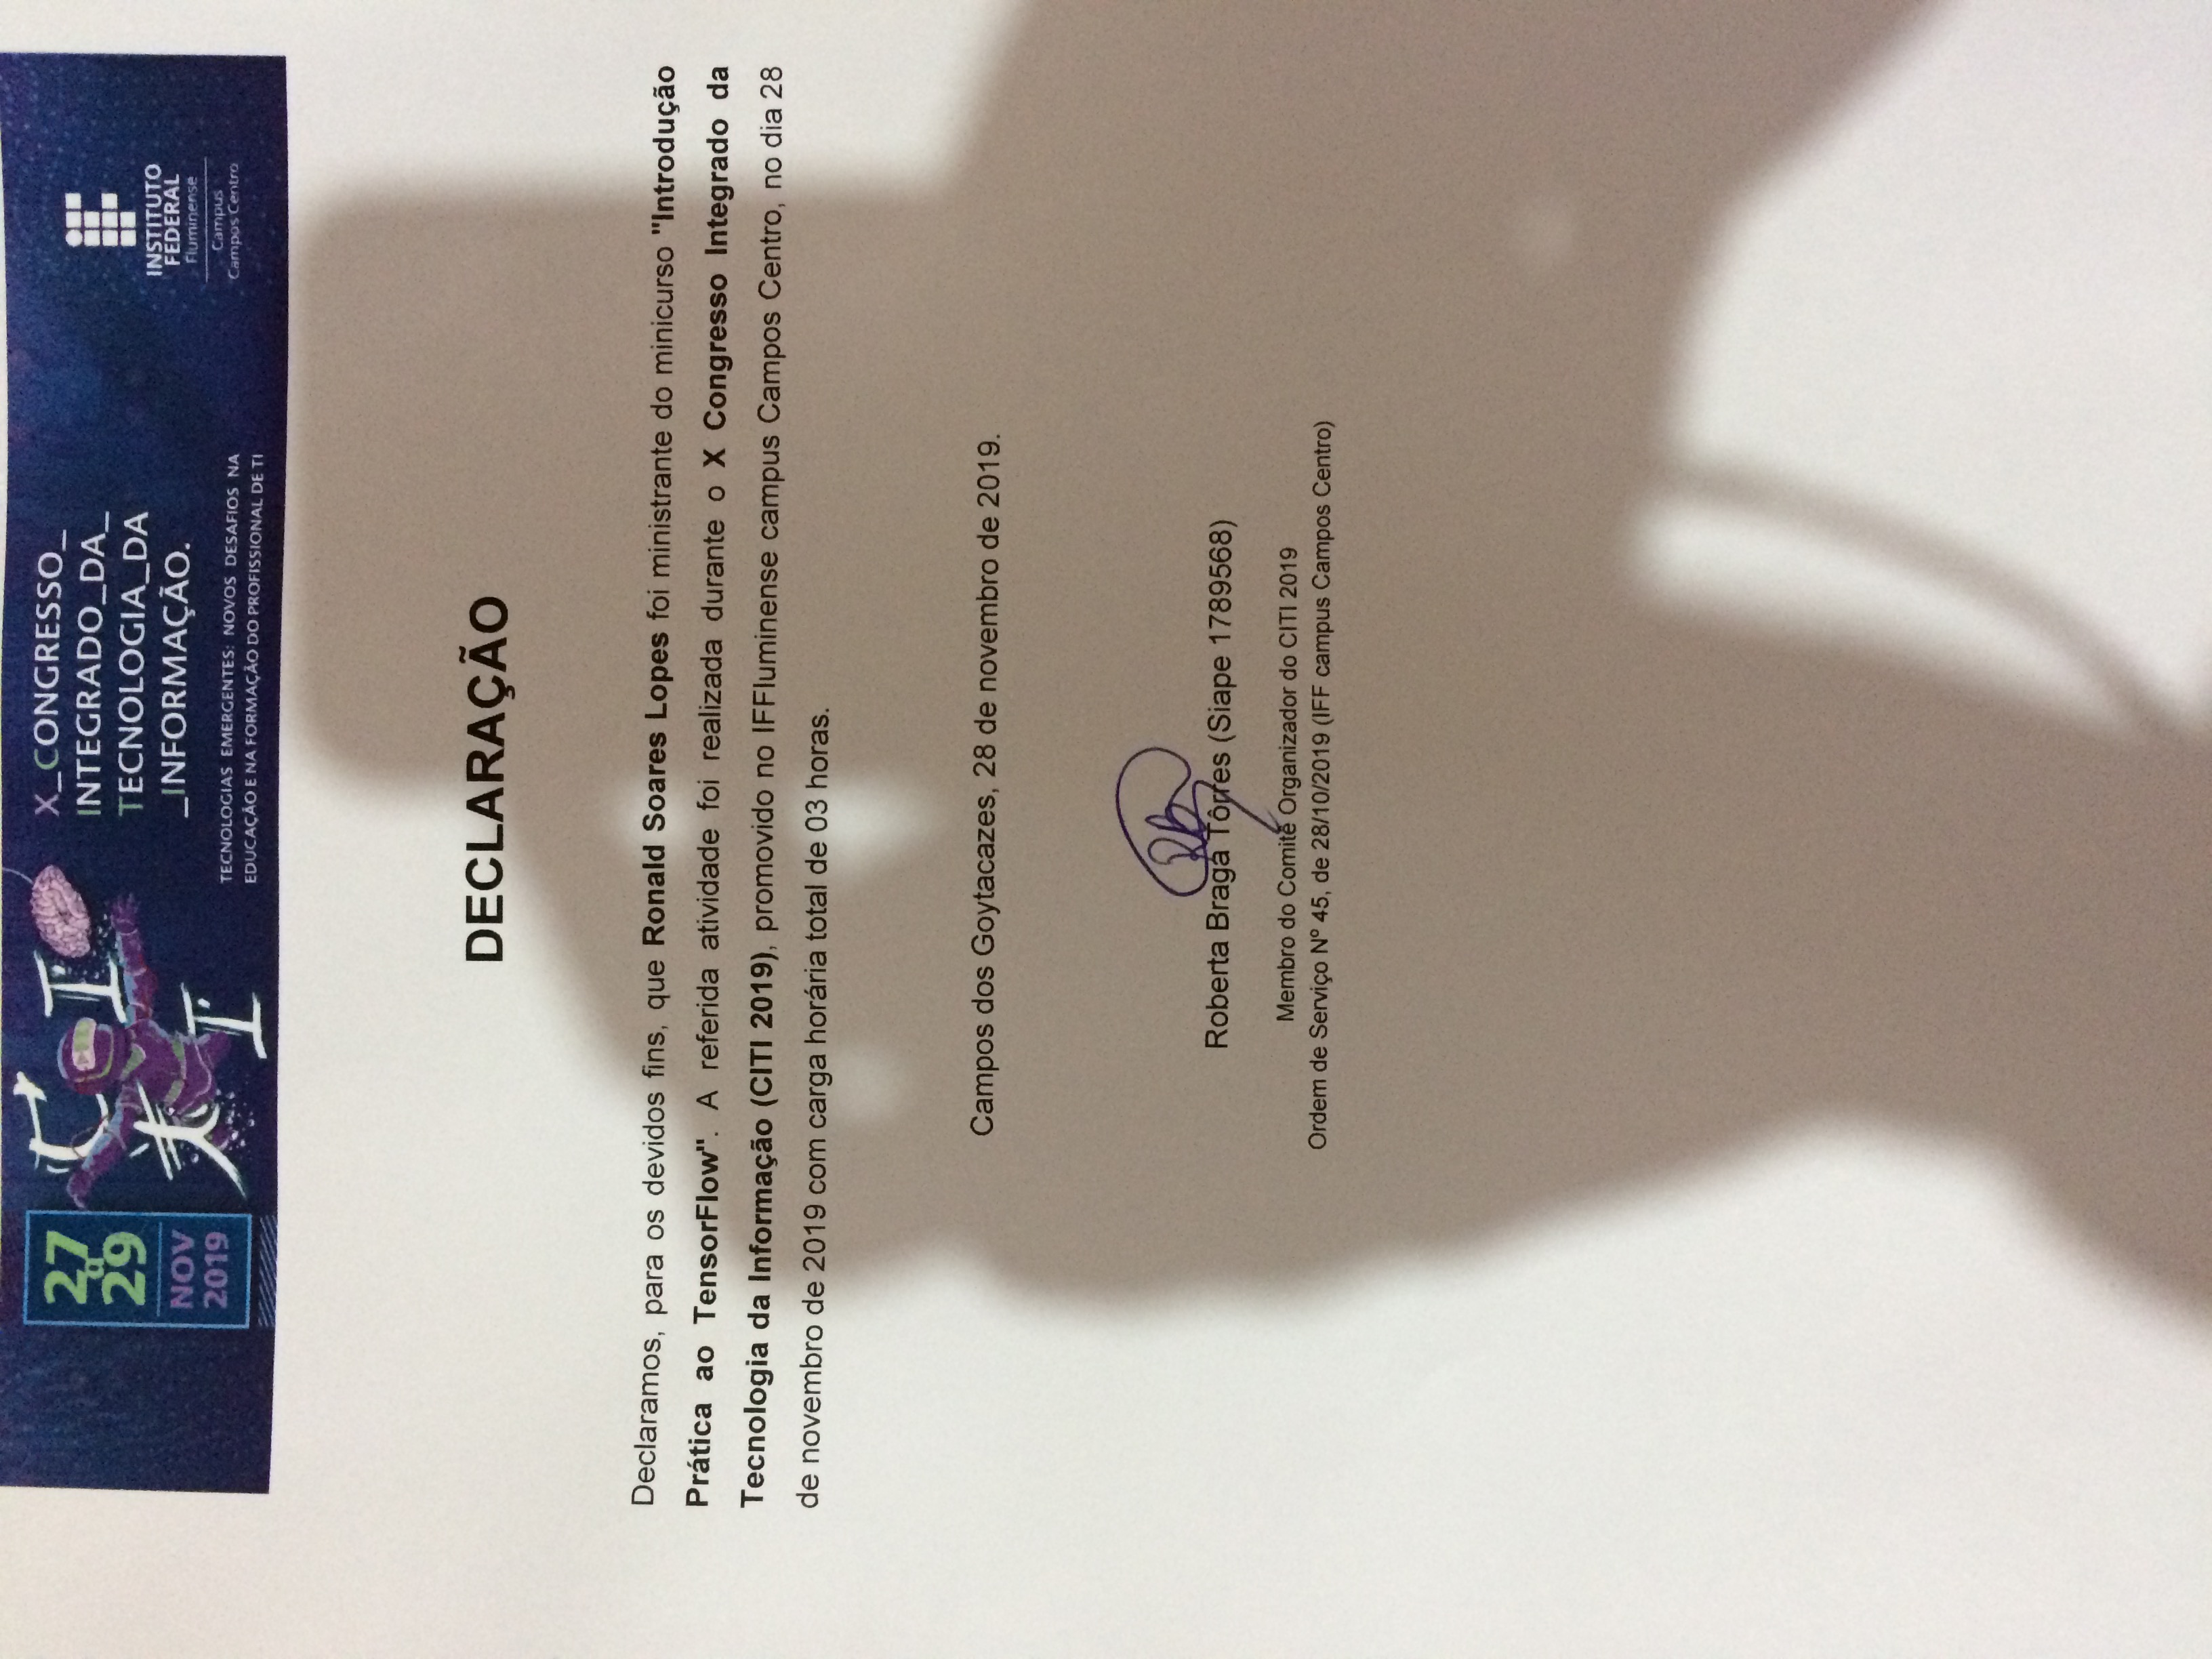 27
a
29
NOV
2019
CITI
X_CONGRESSO_
INTEGRADO_DA_
TECNOLOGIA_DA
_INFORMAÇÃO.
TECNOLOGIAS EMERGENTES: NOVOS DESAFIOS NA
EDUCAÇÃO E NA FORMAÇÃO DO PROFISSIONAL DE TI
INSTITUTO
FEDERAL
Fluminense
Campus
Campos Centro
DECLARAÇÃO
Declaramos, para os devidos fins, que Ronald Soares Lopes foi ministrante do minicurso "Introdução
Prática ao TensorFlow". A referida atividade foi realizada durante o X Congresso Integrado da
Tecnologia da Informação (CITI 2019), promovido no IFFluminense campus Campos Centro, no dia 28
de novembro de 2019 com carga horária total de 03 horas.
Campos dos Goytacazes, 28 de novembro de 2019.
Roberta Braga Tôrres (Siape 1789568)
Membro do Comitê Organizador do CITI 2019
Ordem de Serviço Nº 45, de 28/10/2019 (IFF campus Campos Centro)